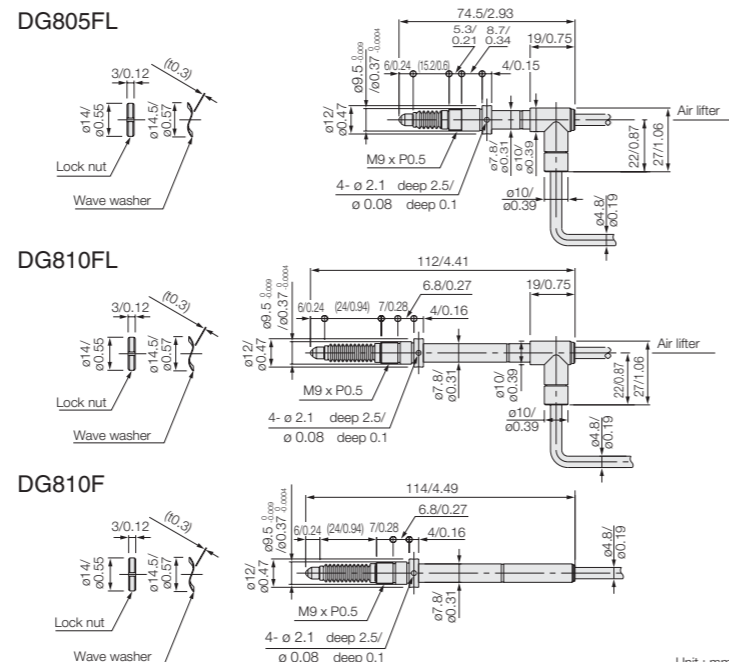 DG805FL
74.5/2.93
5.3/
0.21
8.7/
0.34
19/0.75
3/0.12
(t0.3)
6/0.24
(15.2/0.6)
4/0.15
ø9.5 -0.009
/ø0.37 -0.0004
ø14/
ø0.55
ø14.5/
ø0.57
ø12/
ø0.47
Air lifter
Lock nut
Wave washer
M9 x P0.5
4- ø 2.1 deep 2.5/
ø 0.08 deep 0.1
ø7.8/
ø0.31
ø10/
ø0.39
22/0.87
27/1.06
ø10/
ø0.39
ø4.8/
ø0.19
DG810FL
112/4.41
6.8/0.27
19/0.75
3/0.12
(t0.3)
6/0.24
(24/0.94)
7/0.28
4/0.16
ø9.5 -0.009
/ø0.37 -0.0004
ø14/
ø0.55
ø14.5/
ø0.57
ø12/
ø0.47
Air lifter
Lock nut
Wave washer
M9 x P0.5
4- ø 2.1 deep 2.5/
ø 0.08 deep 0.1
ø7.8/
ø0.31
ø10/
ø0.39
22/0.87
27/1.06
ø10/
ø0.39
ø4.8/
ø0.19
DG810F
114/4.49
6.8/0.27
3/0.12
(t0.3)
6/0.24
(24/0.94)
7/0.28
4/0.16
ø9.5 -0.009
/ø0.37 -0.0004
ø4.8/
ø0.19
ø14/
ø0.55
ø14.5/
ø0.57
ø12/
ø0.47
Lock nut
Wave washer
M9 x P0.5
4- ø 2.1 deep 2.5/
ø 0.08 deep 0.1
ø7.8/
ø0.31